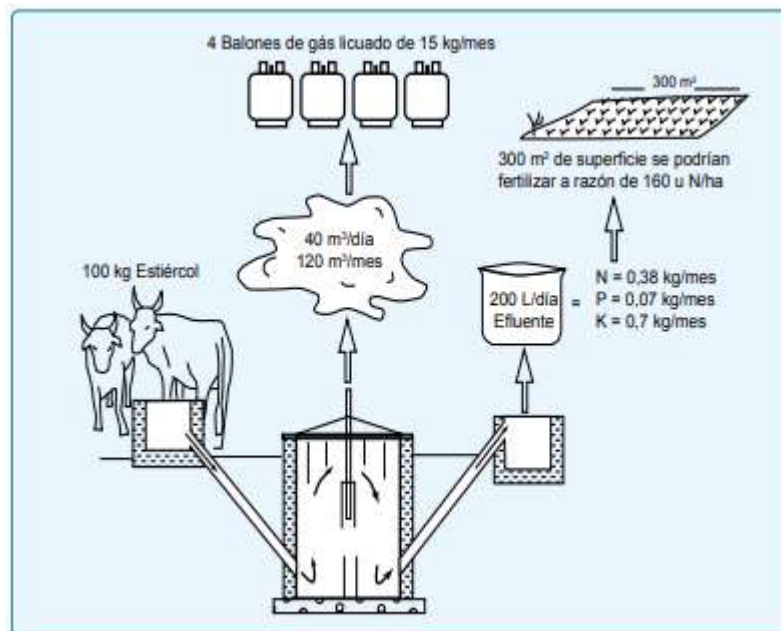 4 Balones de gás licuado de 15 kg/mes
300 m²
300 m² de superficie se podrían
fertilizar a razón de 160 u N/ha
40 m³/día
120 m³/mes
100 kg Estiércol
200 L/día
Efluente
=
N = 0,38 kg/mes
P = 0,07 kg/mes
K = 0,7 kg/mes